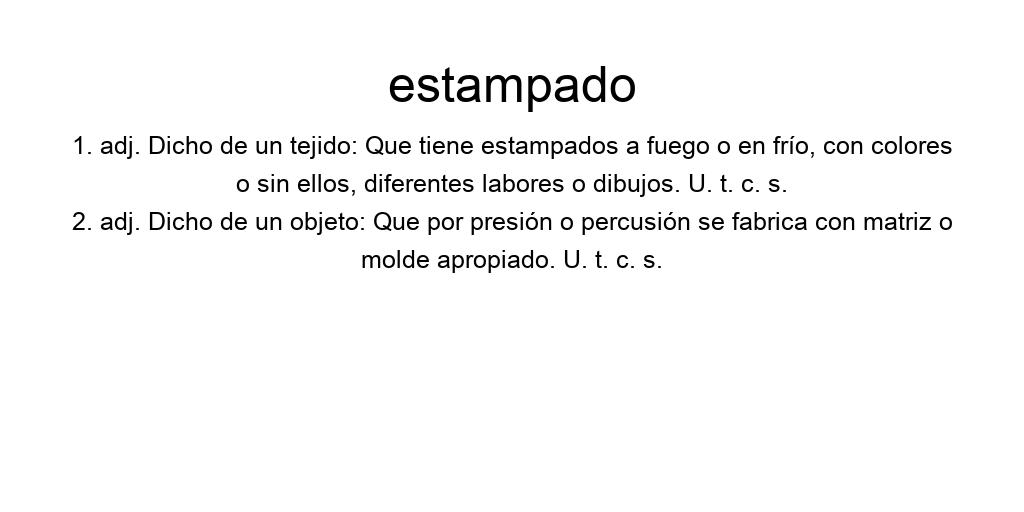 estampado
1. adj. Dicho de un tejido: Que tiene estampados a fuego o en frío, con colores
o sin ellos, diferentes labores o dibujos. U. t. c. s.
2. adj. Dicho de un objeto: Que por presión o percusión se fabrica con matriz o
molde apropiado. U. t. c. s.